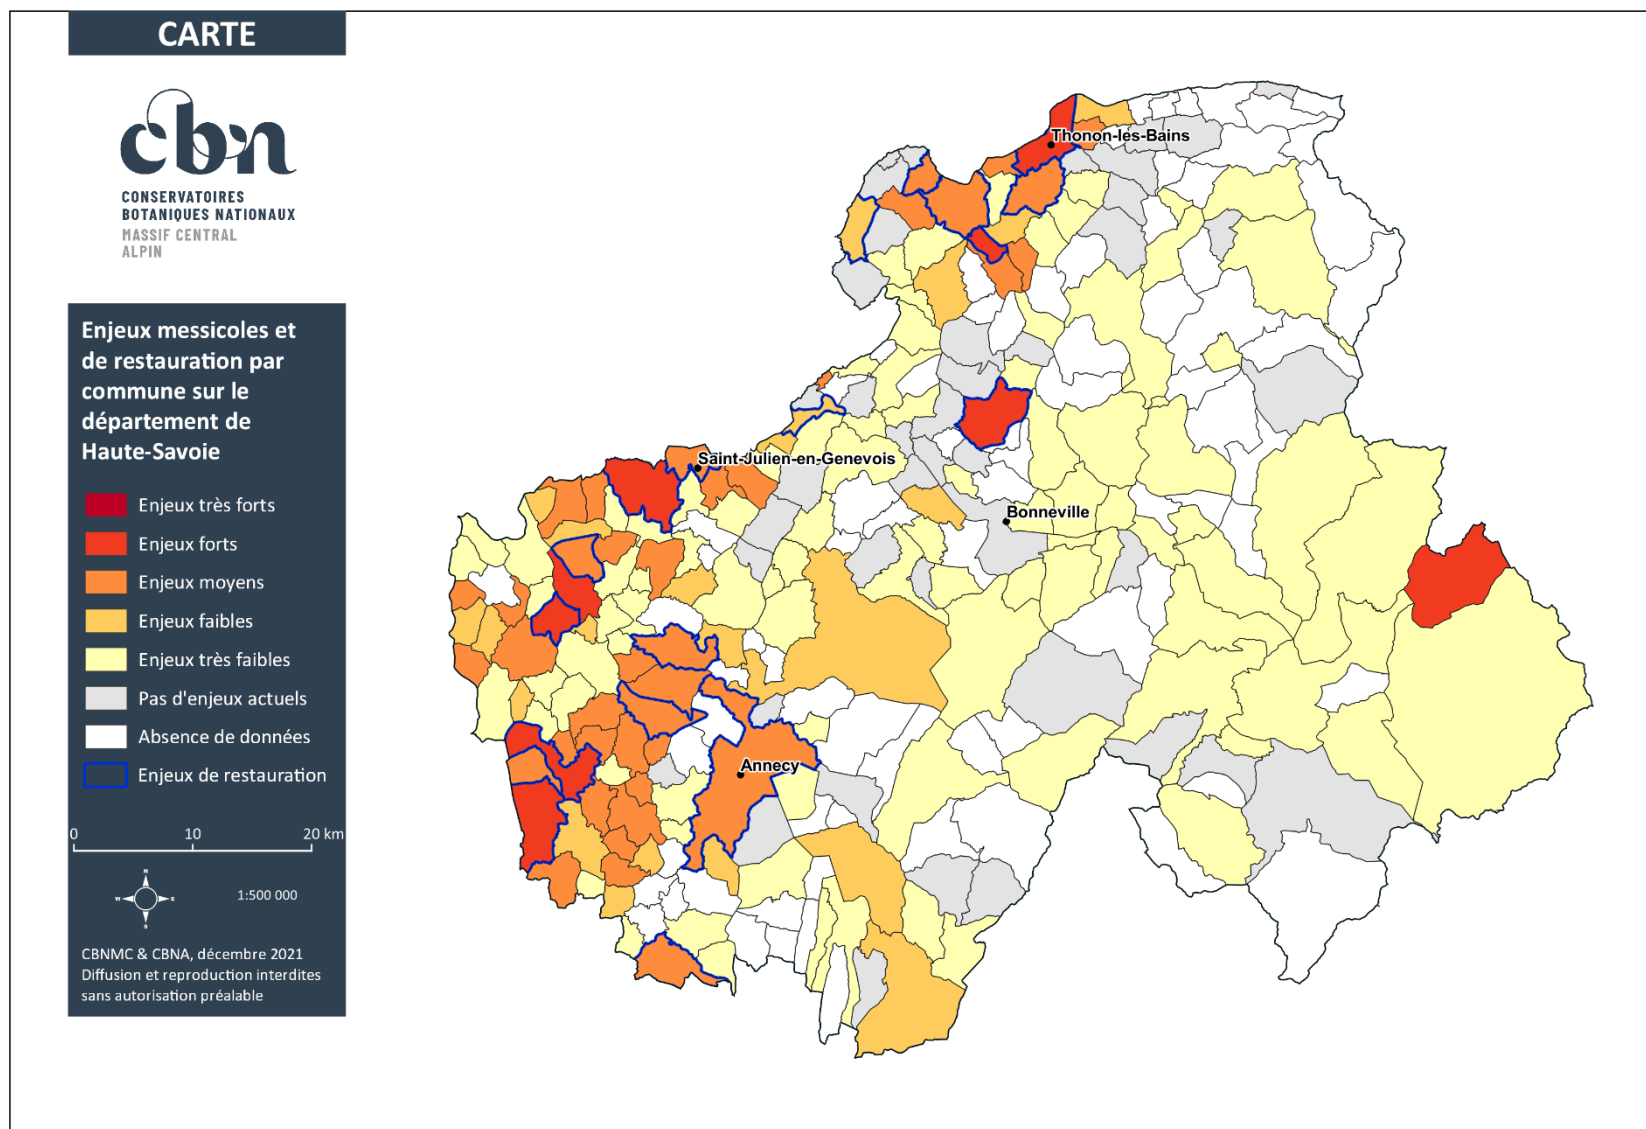 CARTE
cbn
CONSERVATOIRES
BOTANIQUES NATIONAUX
MASSIF CENTRAL
ALPIN
Enjeux messicoles et
de restauration par
commune sur le
département de
Haute-Savoie
Enjeux très forts
Enjeux forts
Enjeux moyens
Enjeux faibles
Enjeux très faibles
Pas d'enjeux actuels
Absence de données
Enjeux de restauration
0 10 20 km
N
W E
S
1:500 000
CBNMC & CBNA, décembre 2021
Diffusion et reproduction interdites
sans autorisation préalable
Thonon-les-Bains
Saint-Julien-en-Genevois
Bonneville
Annecy